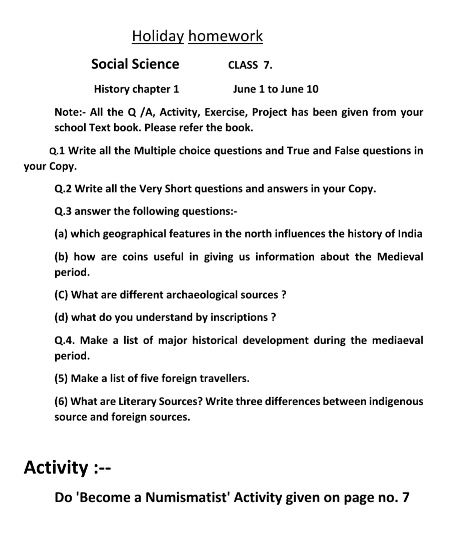 Holiday homework
Social Science CLASS 7.
History chapter 1 June 1 to June 10
Note:- All the Q /A, Activity, Exercise, Project has been given from your
school Text book. Please refer the book.
Q.1 Write all the Multiple choice questions and True and False questions in
your Copy.
Q.2 Write all the Very Short questions and answers in your Copy.
Q.3 answer the following questions:-
(a) which geographical features in the north influences the history of India
(b) how are coins useful in giving us information about the Medieval
period.
(C) What are different archaeological sources ?
(d) what do you understand by inscriptions ?
Q.4. Make a list of major historical development during the mediaeval
period.
(5) Make a list of five foreign travellers.
(6) What are Literary Sources? Write three differences between indigenous
source and foreign sources.
Activity :--
Do 'Become a Numismatist' Activity given on page no. 7